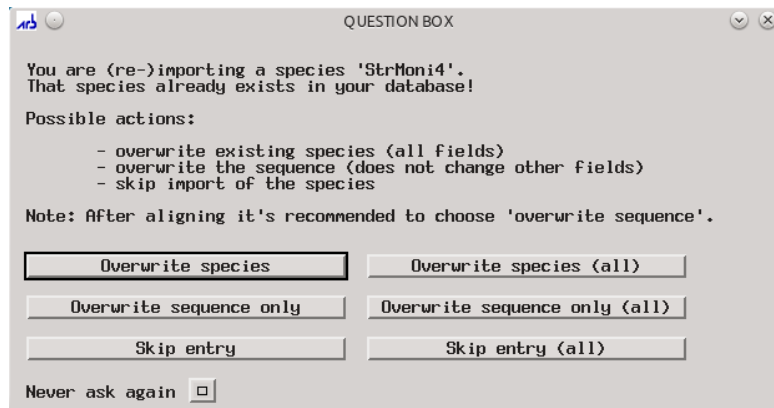 arb
QUESTION BOX
You are (re-)importing a species 'StrMoni4'.
That species already exists in your database!
Possible actions:
- overwrite existing species (all fields)
- overwrite the sequence (does not change other fields)
- skip import of the species
Note: After aligning it's recommended to choose 'overwrite sequence'.
Overwrite species
Overwrite species (all)
Overwrite sequence only
Overwrite sequence only (all)
Skip entry
Skip entry (all)
Never ask again